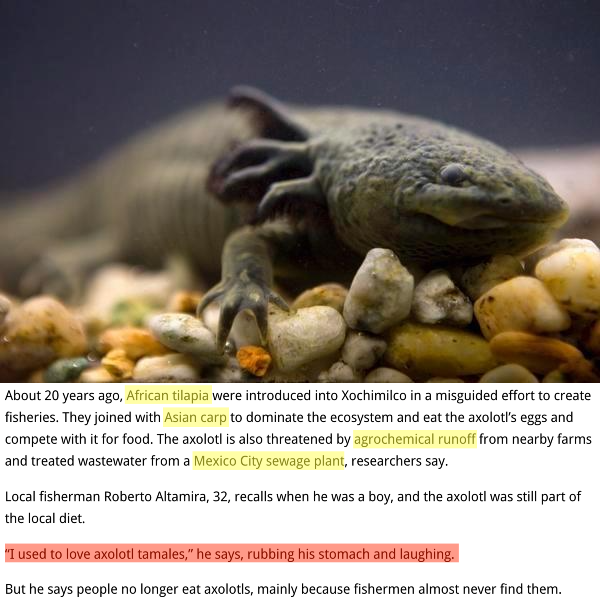 About 20 years ago, African tilapia were introduced into Xochimilco in a misguided effort to create
fisheries. They joined with Asian carp to dominate the ecosystem and eat the axolotl’s eggs and
compete with it for food. The axolotl is also threatened by agrochemical runoff from nearby farms
and treated wastewater from a Mexico City sewage plant, researchers say.
Local fisherman Roberto Altamira, 32, recalls when he was a boy, and the axolotl was still part of
the local diet.
“I used to love axolotl tamales,” he says, rubbing his stomach and laughing.
But he says people no longer eat axolotls, mainly because fishermen almost never find them.